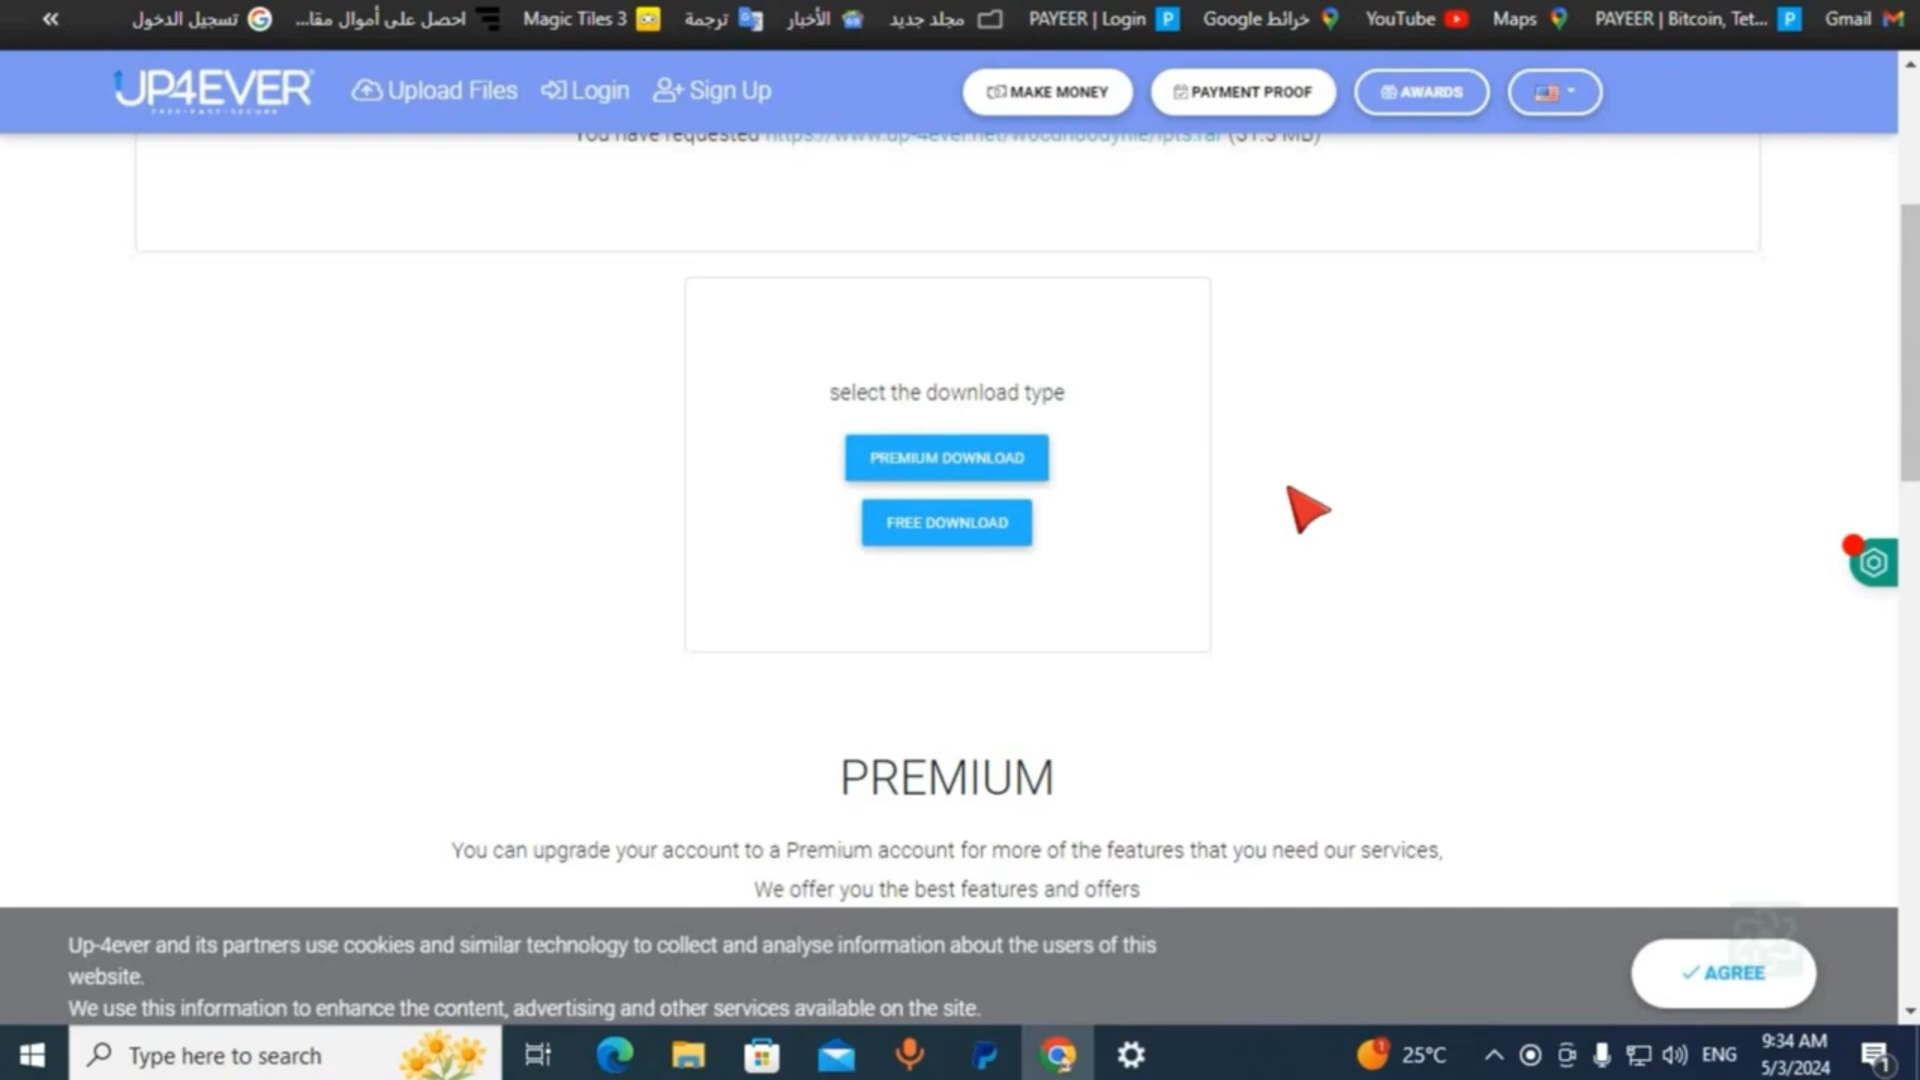 تسجيل الدخول
احصل على أموال مقا...
Magic Tiles 3
ترجمة
الأخبار
مجلد جديد
PAYEER | Login
خرائط Google
YouTube
Maps
PAYEER | Bitcoin, Tet...
Gmail
UP4EVER
Upload Files
Login
Sign Up
MAKE MONEY
PAYMENT PROOF
AWARDS
You have requested
select the download type
PREMIUM DOWNLOAD
FREE DOWNLOAD
PREMIUM
You can upgrade your account to a Premium account for more of the features that you need our services,
We offer you the best features and offers
Up-4ever and its partners use cookies and similar technology to collect and analyse information about the users of this
website.
We use this information to enhance the content, advertising and other services available on the site.
AGREE
Type here to search
25°C
ENG
9:34 AM
5/3/2024